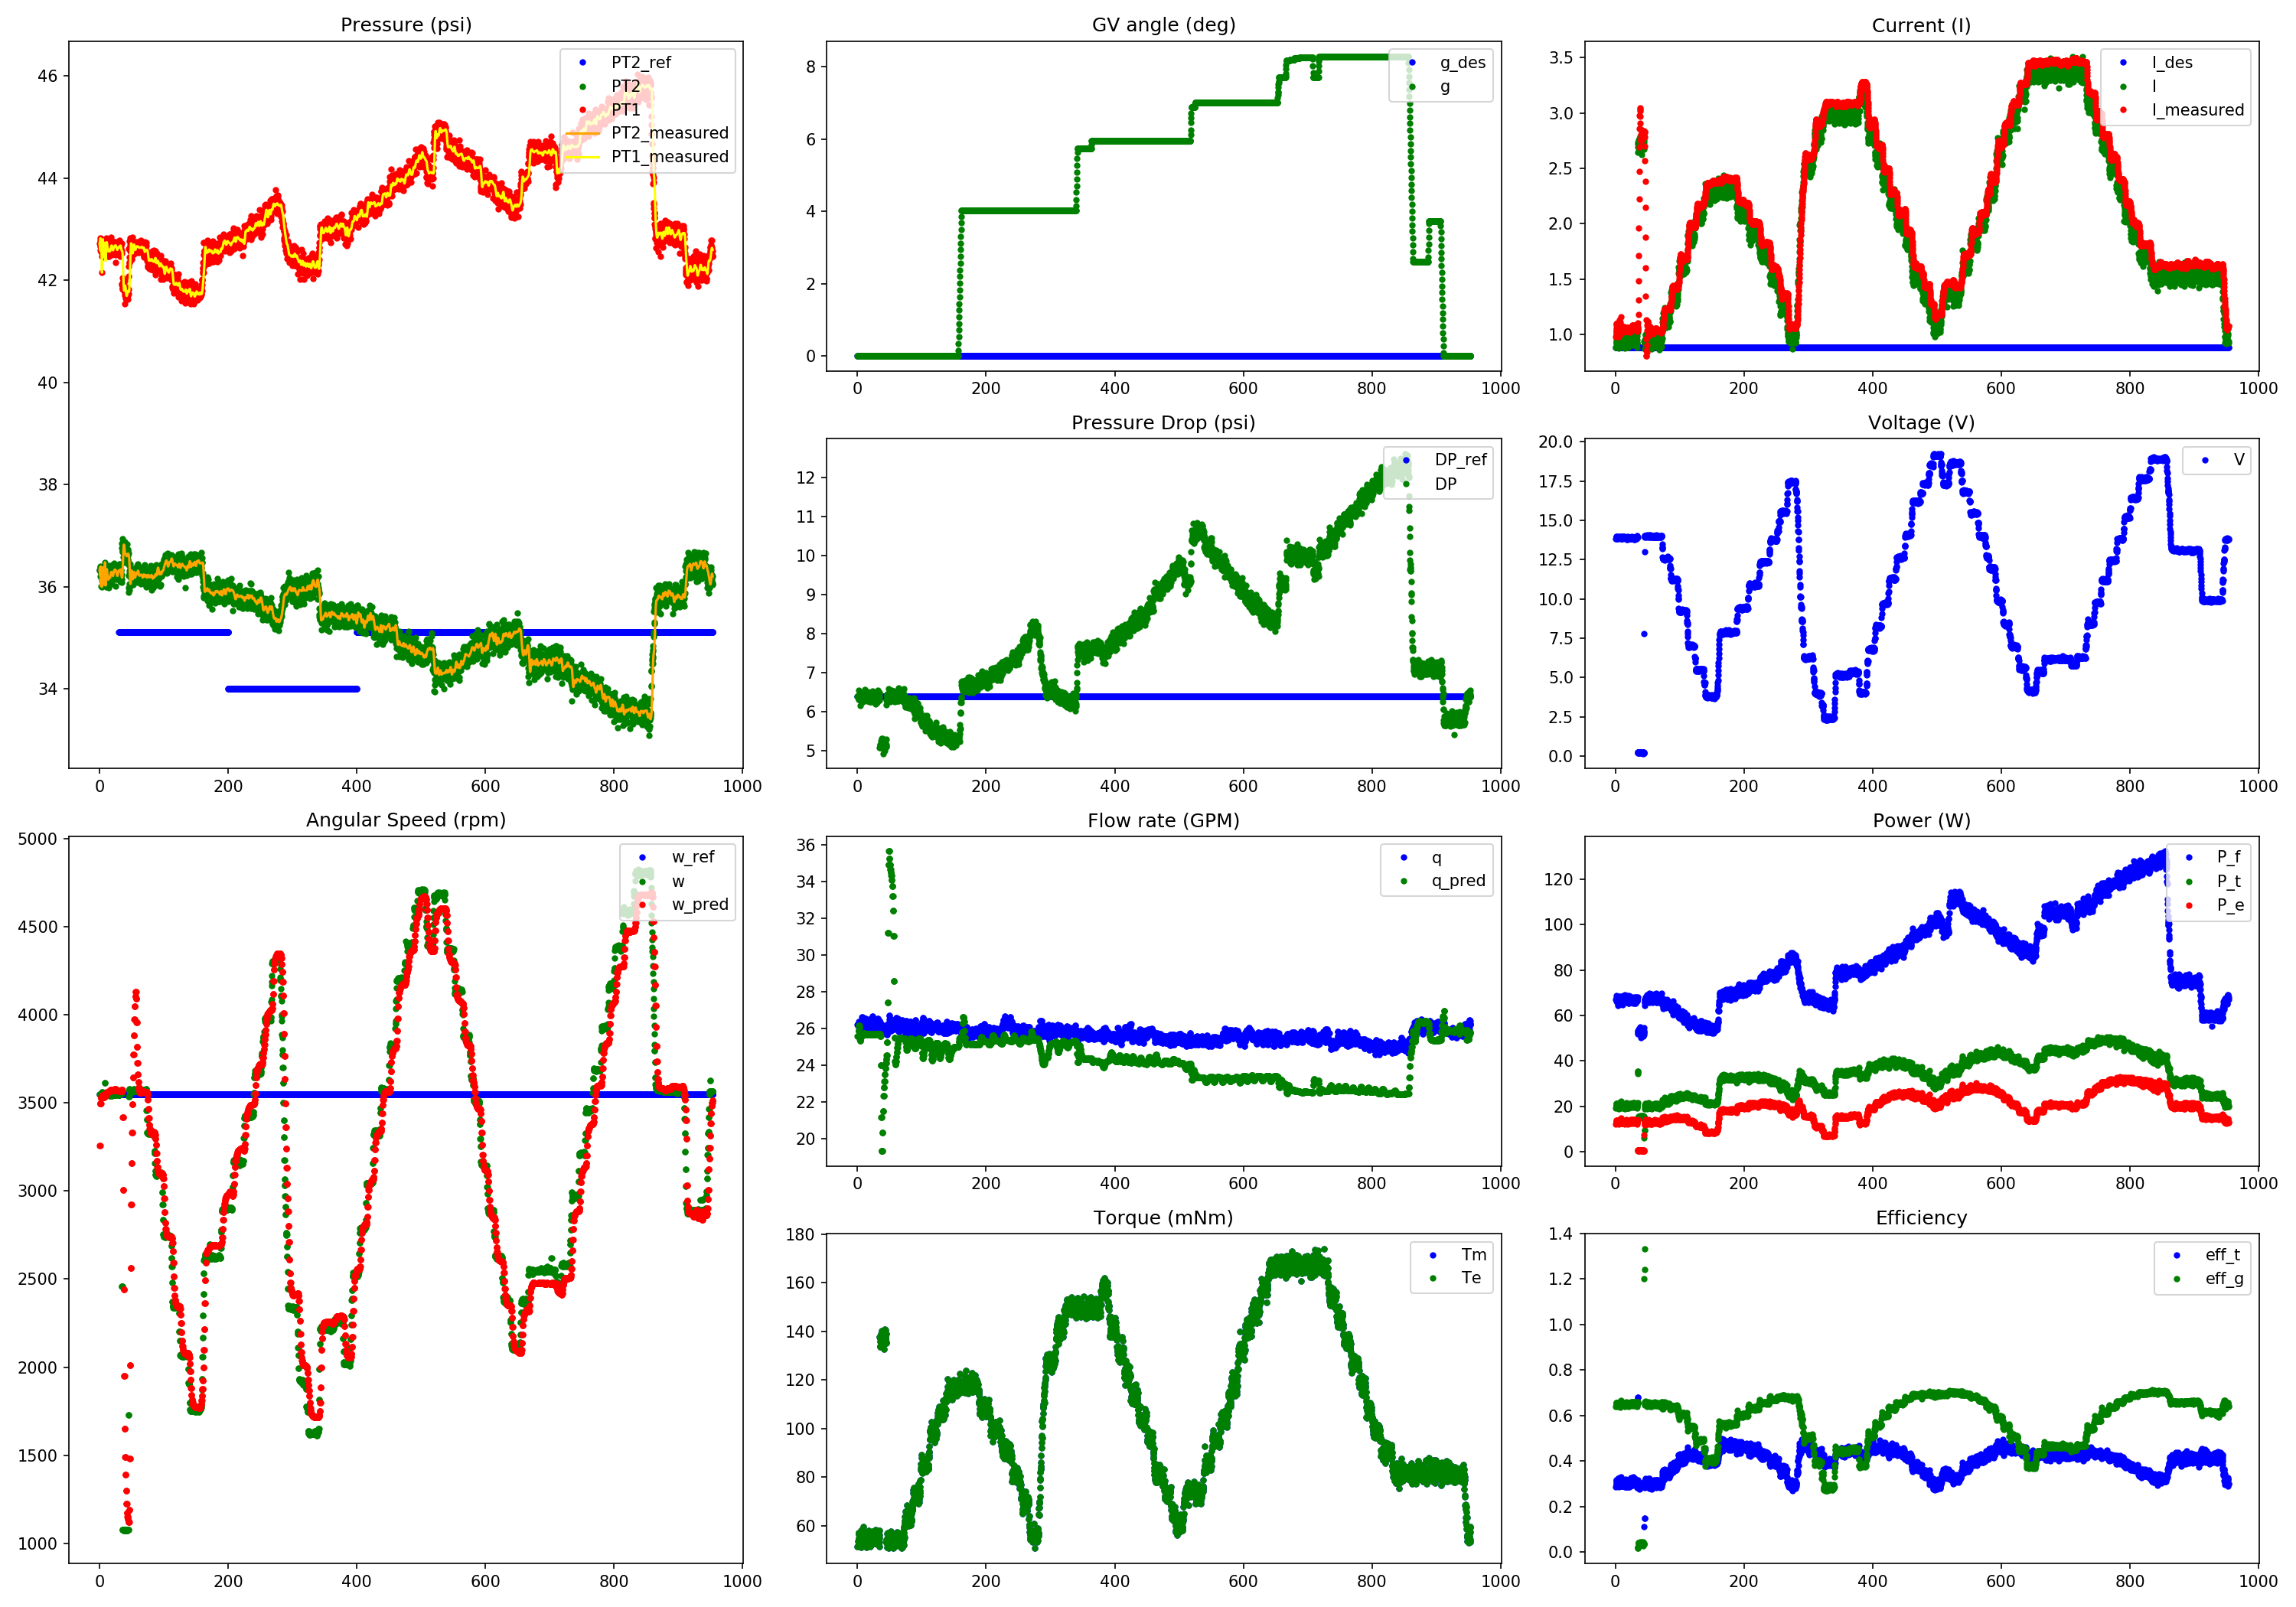 Pressure (psi)
PT2_ref
PT2
PT1
PT2_measured
PT1_measured
46
44
42
40
38
36
34
0 200 400 600 800 1000
GV angle (deg)
g_des
g
8
6
4
2
0
0 200 400 600 800 1000
Current (I)
I_des
I
I_measured
3.5
3.0
2.5
2.0
1.5
1.0
0 200 400 600 800 1000
Pressure Drop (psi)
DP_ref
DP
12
11
10
9
8
7
6
5
0 200 400 600 800 1000
Voltage (V)
V
20.0
17.5
15.0
12.5
10.0
7.5
5.0
2.5
0.0
0 200 400 600 800 1000
Angular Speed (rpm)
w_ref
w
w_pred
5000
4500
4000
3500
3000
2500
2000
1500
1000
0 200 400 600 800 1000
Flow rate (GPM)
q
q_pred
36
34
32
30
28
26
24
22
20
0 200 400 600 800 1000
Power (W)
P_f
P_t
P_e
120
100
80
60
40
20
0
0 200 400 600 800 1000
Torque (mNm)
Tm
Te
180
160
140
120
100
80
60
0 200 400 600 800 1000
Efficiency
eff_t
eff_g
1.4
1.2
1.0
0.8
0.6
0.4
0.2
0.0
0 200 400 600 800 1000